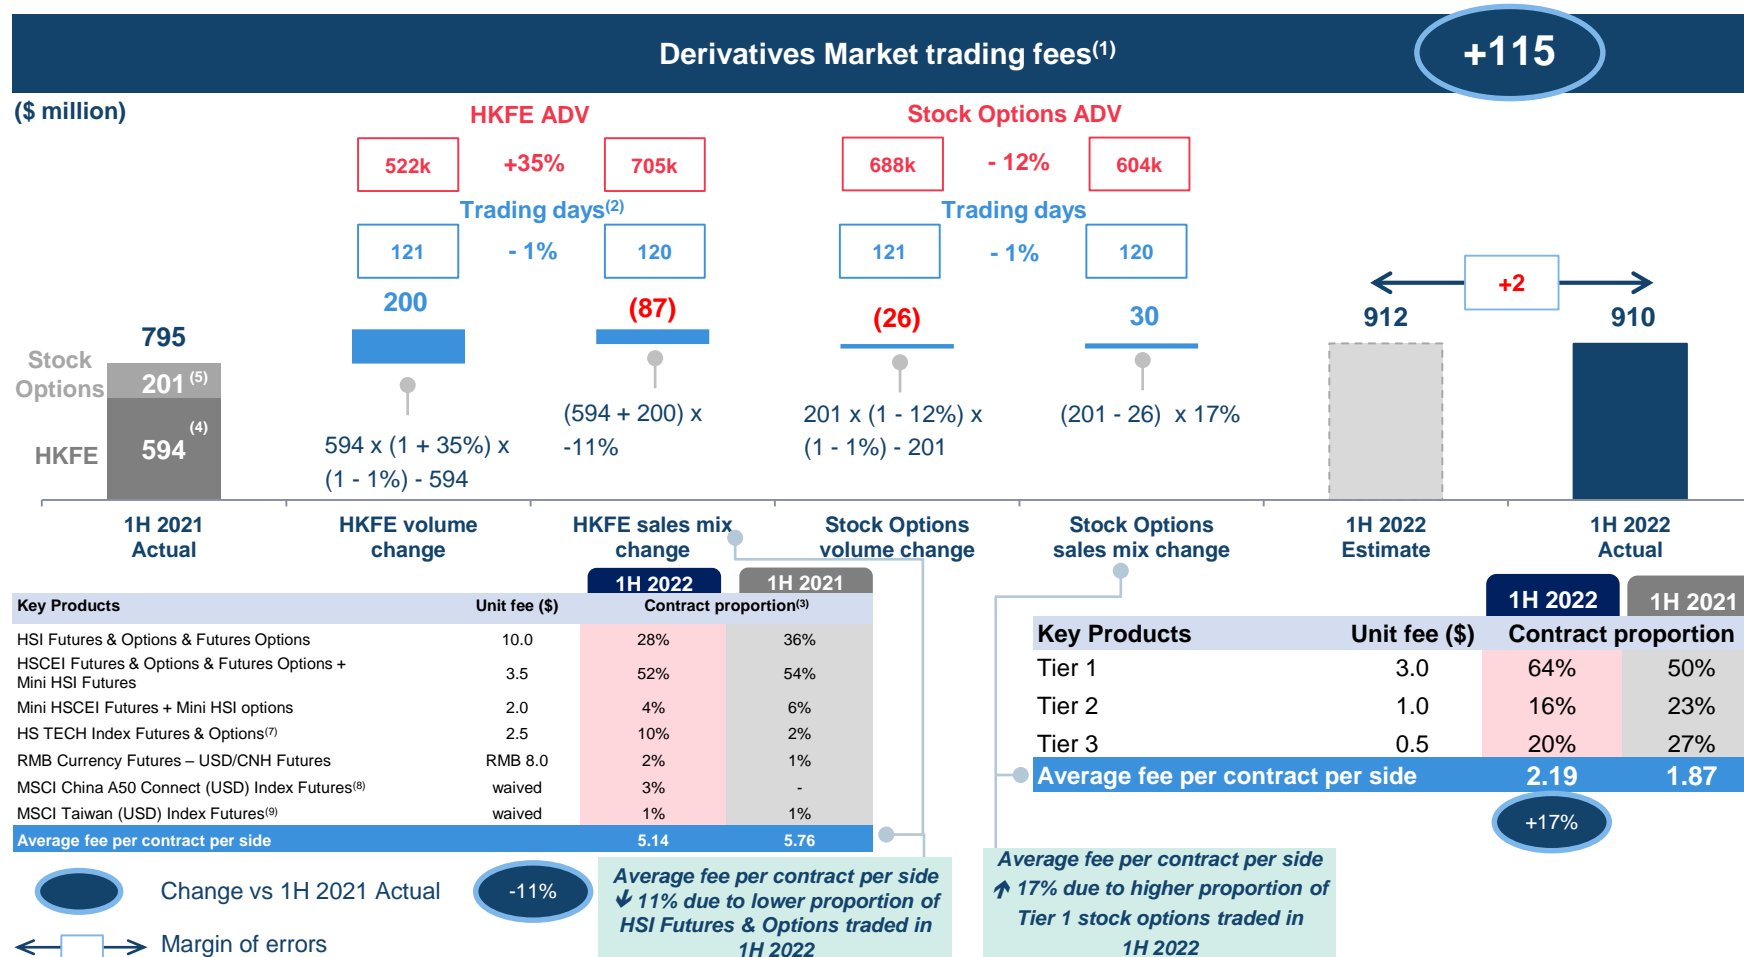 Derivatives Market trading fees(1)
+115
($ million)
HKFE ADV
Stock Options ADV
522k
+35%
705k
688k
- 12%
604k
Trading days(2)
Trading days
121
- 1%
120
121
- 1%
120
+2
795
200
(87)
(26)
30
912
910
Stock
Options
201 (5)
HKFE
594 (4)
594 x (1 + 35%) x
(1 - 1%) - 594
(594 + 200) x
-11%
201 x (1 - 12%) x
(1 - 1%) - 201
(201 - 26) x 17%
1H 2021
Actual
HKFE volume
change
HKFE sales mix
change
Stock Options
volume change
Stock Options
sales mix change
1H 2022
Estimate
1H 2022
Actual
1H 2022 1H 2021
Key Products Unit fee ($) Contract proportion(3)
HSI Futures & Options & Futures Options 10.0 28% 36%
HSCEI Futures & Options & Futures Options +
Mini HSI Futures 3.5 52% 54%
Mini HSCEI Futures + Mini HSI options 2.0 4% 6%
HS TECH Index Futures & Options(7) 2.5 10% 2%
RMB Currency Futures – USD/CNH Futures RMB 8.0 2% 1%
MSCI China A50 Connect (USD) Index Futures(8) waived 3% -
MSCI Taiwan (USD) Index Futures(9) waived 1% 1%
Average fee per contract per side 5.14 5.76
1H 2022 1H 2021
Key Products Unit fee ($) Contract proportion
Tier 1 3.0 64% 50%
Tier 2 1.0 16% 23%
Tier 3 0.5 20% 27%
Average fee per contract per side 2.19 1.87
+17%
Change vs 1H 2021 Actual
-11%
Margin of errors
Average fee per contract per side
🡻 11% due to lower proportion of
HSI Futures & Options traded in
1H 2022
Average fee per contract per side
🡹 17% due to higher proportion of
Tier 1 stock options traded in
1H 2022